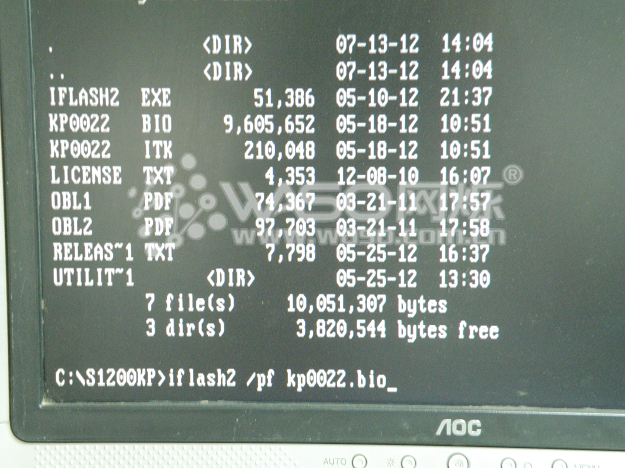 . <DIR> 07-13-12 14:04
.. <DIR> 07-13-12 14:04
IFLASH2 EXE 51,386 05-10-12 21:37
KP0022 BIO 9,605,652 05-18-12 10:51
KP0022 ITK 210,048 05-18-12 10:51
LICENSE TXT 4,353 12-08-10 16:07
OBL1 PDF 74,367 03-21-11 17:57
OBL2 PDF 97,703 03-21-11 17:58
RELEAS~1 TXT 7,798 05-25-12 16:37
UTILIT~1 <DIR> 05-25-12 13:30
7 file(s) 10,051,307 bytes
3 dir(s) 3,820,544 bytes free
C:\S1200KP>iflash2 /pf kp0022.bio_
AOC
AUTO